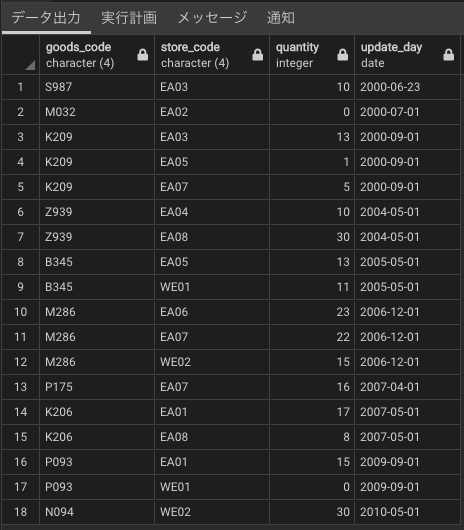 データ出力 実行計画 メッセージ 通知
goods_code store_code quantity update_day
character (4) character (4) integer date
1 S987 EA03 10 2000-06-23
2 M032 EA02 0 2000-07-01
3 K209 EA03 13 2000-09-01
4 K209 EA05 1 2000-09-01
5 K209 EA07 5 2000-09-01
6 Z939 EA04 10 2004-05-01
7 Z939 EA08 30 2004-05-01
8 B345 EA05 13 2005-05-01
9 B345 WE01 11 2005-05-01
10 M286 EA06 23 2006-12-01
11 M286 EA07 22 2006-12-01
12 M286 WE02 15 2006-12-01
13 P175 EA07 16 2007-04-01
14 K206 EA01 17 2007-05-01
15 K206 EA08 8 2007-05-01
16 P093 EA01 15 2009-09-01
17 P093 WE01 0 2009-09-01
18 N094 WE02 30 2010-05-01